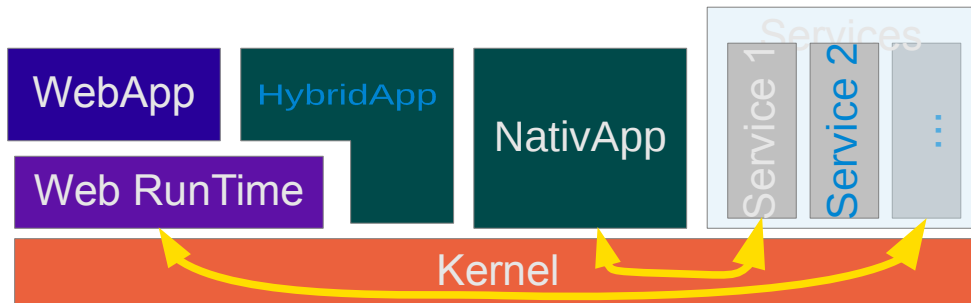 Services
WebApp
HybridApp
NativApp
Service 1
Service 2
...
Web RunTime
Kernel